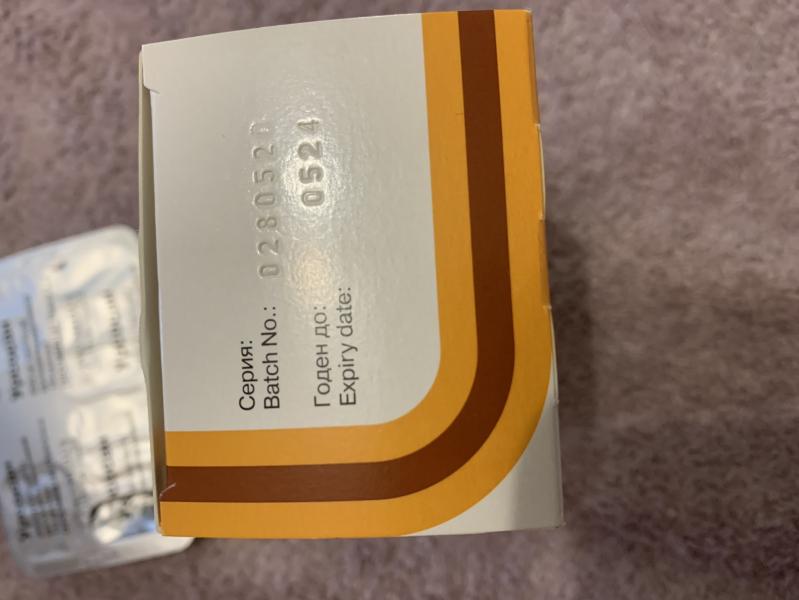 Серия:
Batch No.: 0280520
Годен до:
Expiry date: 0524